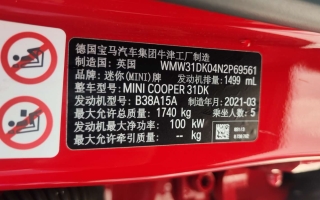 德国宝马汽车集团牛津工厂制造
制造国：英国 WMW31DK04N2P69561
品牌：迷你(MINI)牌 发动机排量：1499 mL
整车型号：MINI COOPER 31DK
发动机型号：B38A15A 制造年月：2021-03
最大允许总质量：1740 kg 乘坐人数：5
发动机最大净功率：100 kW
最大允许牵引质量：-- kg